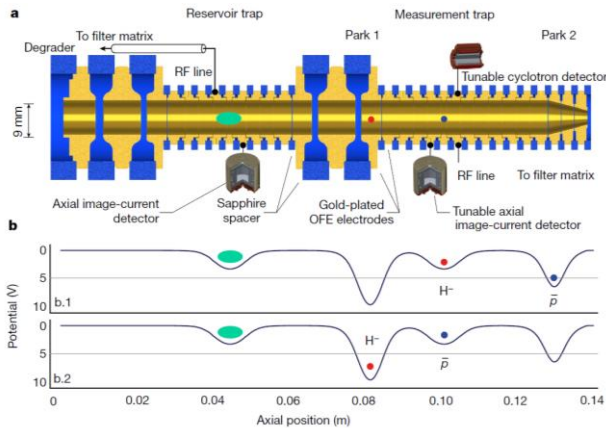 a
Reservoir trap
Park 1
Measurement trap
Park 2
To filter matrix
Degrader
RF line
Tunable cyclotron detector
9 mm
RF line
To filter matrix
Axial image-current
detector
Sapphire
spacer
Gold-plated
OFE electrodes
Tunable axial
image-current detector
b
Potential (V)
0
5
10
b.1
H⁻
p̄
0
5
10
b.2
H⁻
p̄
0
0.02
0.04
0.06
0.08
0.10
0.12
0.14
Axial position (m)